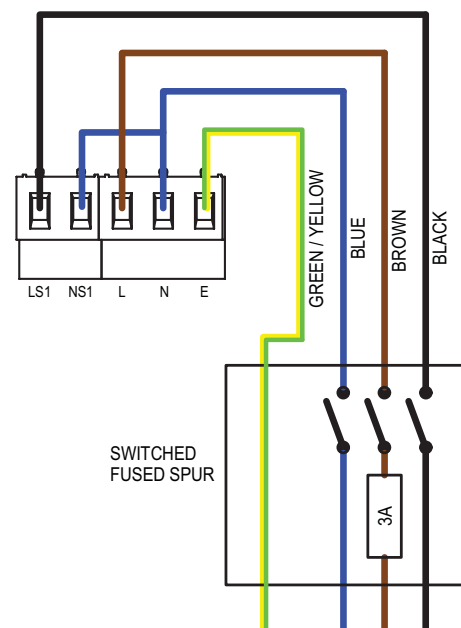 LS1 NS1 L N E
GREEN / YELLOW
BLUE
BROWN
BLACK
SWITCHED
FUSED SPUR
3A